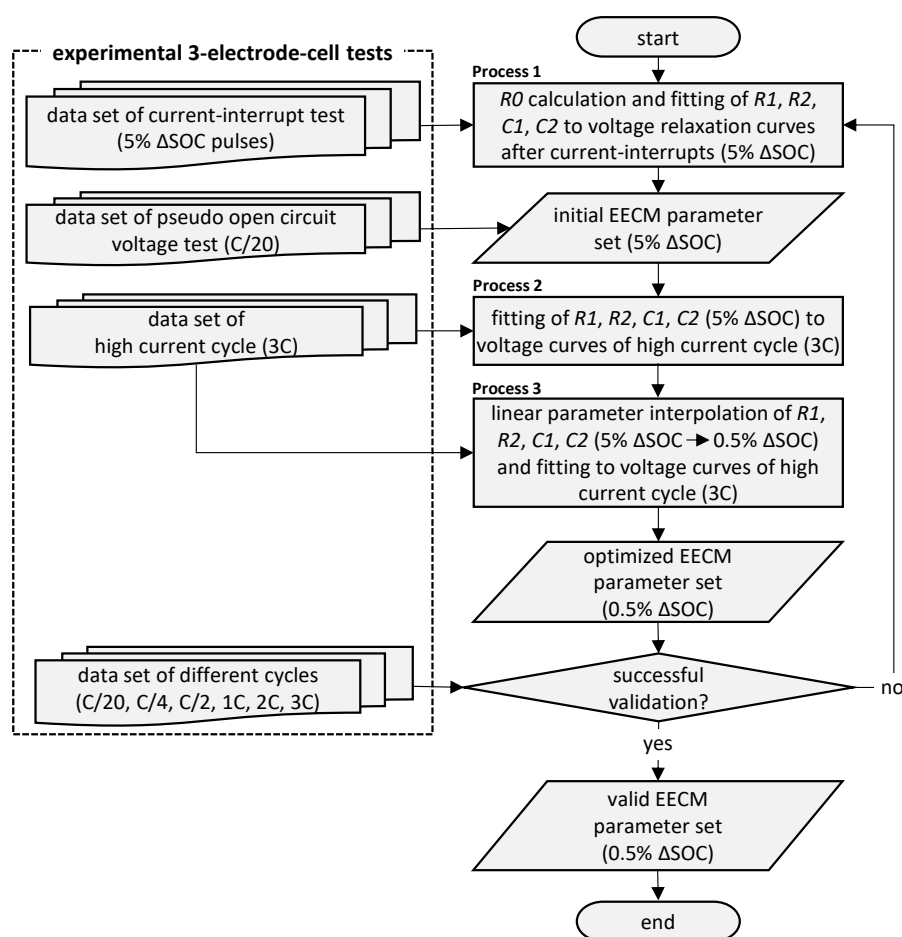 start
experimental 3-electrode-cell tests
Process 1
data set of current-interrupt test
(5% ΔSOC pulses)
R0 calculation and fitting of R1, R2,
C1, C2 to voltage relaxation curves
after current-interrupts (5% ΔSOC)
data set of pseudo open circuit
voltage test (C/20)
initial EECM parameter
set (5% ΔSOC)
Process 2
data set of
high current cycle (3C)
fitting of R1, R2, C1, C2 (5% ΔSOC) to
voltage curves of high current cycle (3C)
Process 3
linear parameter interpolation of R1,
R2, C1, C2 (5% ΔSOC → 0.5% ΔSOC)
and fitting to voltage curves of high
current cycle (3C)
optimized EECM
parameter set
(0.5% ΔSOC)
data set of different cycles
(C/20, C/4, C/2, 1C, 2C, 3C)
successful
validation?
no
yes
valid EECM
parameter set
(0.5% ΔSOC)
end